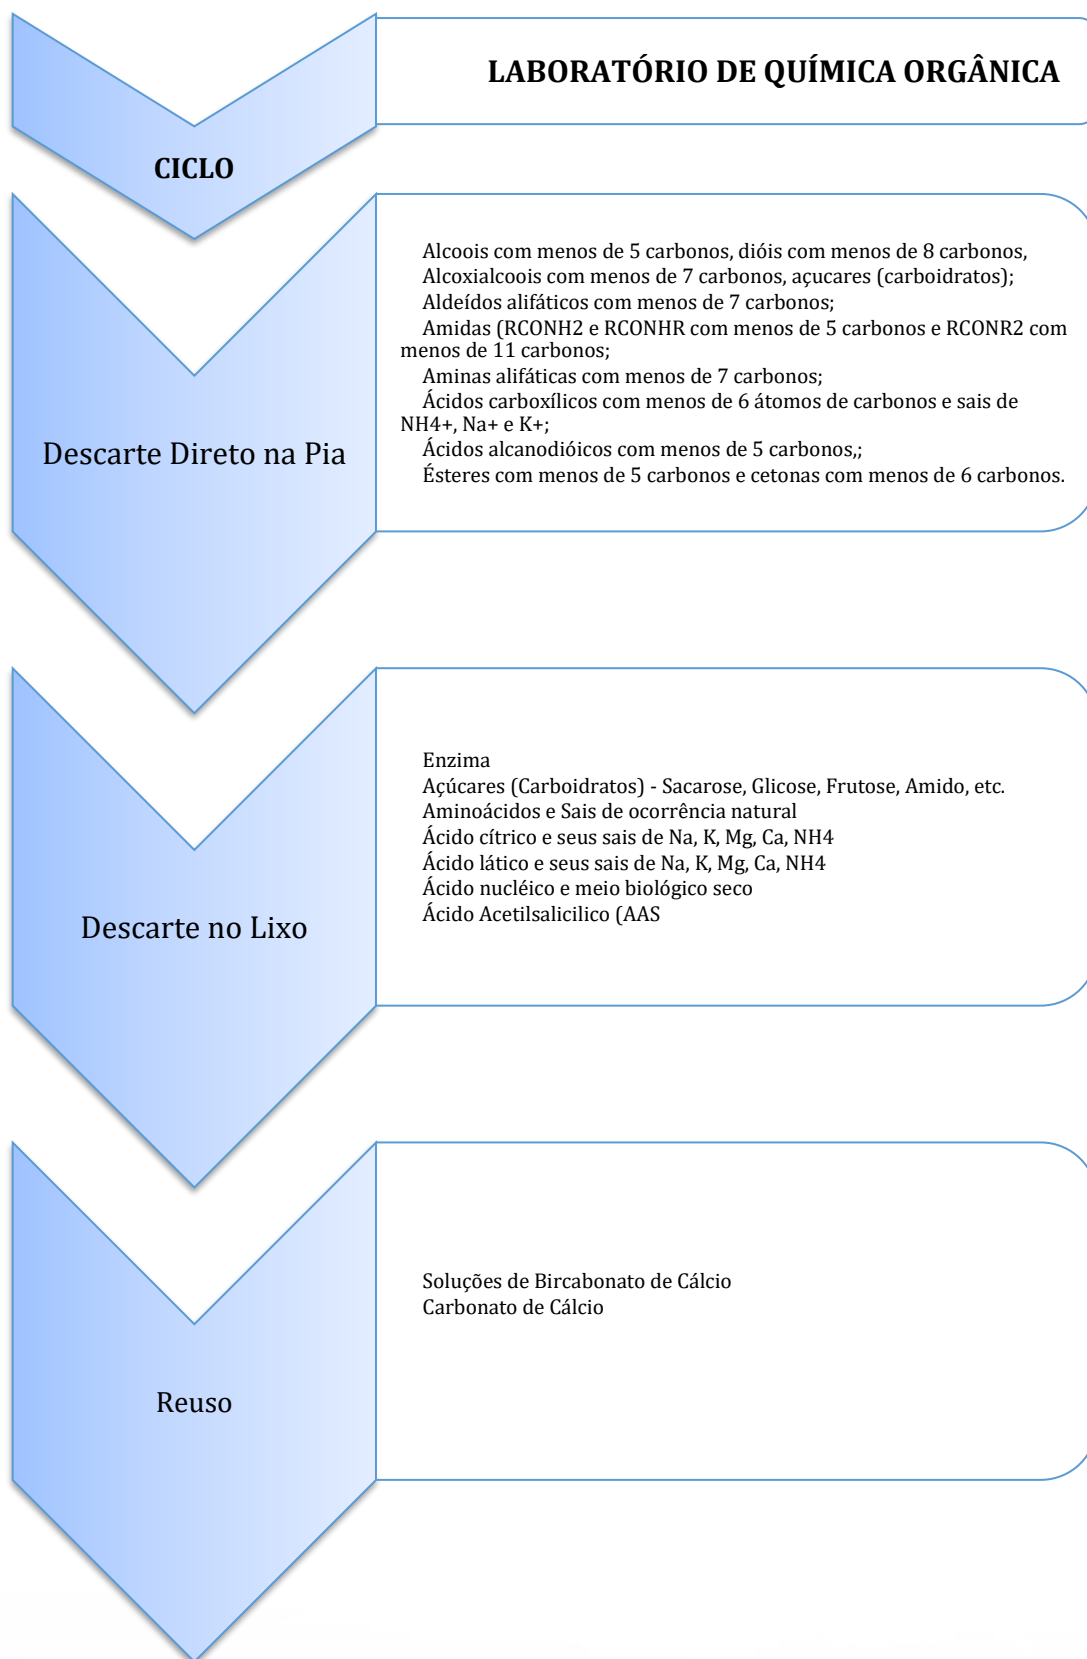 LABORATÓRIO DE QUÍMICA ORGÂNICA
CICLO
Descarte Direto na Pia
Alcoois com menos de 5 carbonos, dióis com menos de 8 carbonos,
Alcoxialcoois com menos de 7 carbonos, açucares (carboidratos);
Aldeídos alifáticos com menos de 7 carbonos;
Amidas (RCONH2 e RCONHR com menos de 5 carbonos e RCONR2 com
menos de 11 carbonos;
Aminas alifáticas com menos de 7 carbonos;
Ácidos carboxílicos com menos de 6 átomos de carbonos e sais de
NH4+, Na+ e K+;
Ácidos alcanodióicos com menos de 5 carbonos,;
Ésteres com menos de 5 carbonos e cetonas com menos de 6 carbonos.
Descarte no Lixo
Enzima
Açúcares (Carboidratos) - Sacarose, Glicose, Frutose, Amido, etc.
Aminoácidos e Sais de ocorrência natural
Ácido cítrico e seus sais de Na, K, Mg, Ca, NH4
Ácido lático e seus sais de Na, K, Mg, Ca, NH4
Ácido nucléico e meio biológico seco
Ácido Acetilsalicilico (AAS
Reuso
Soluções de Bircabonato de Cálcio
Carbonato de Cálcio